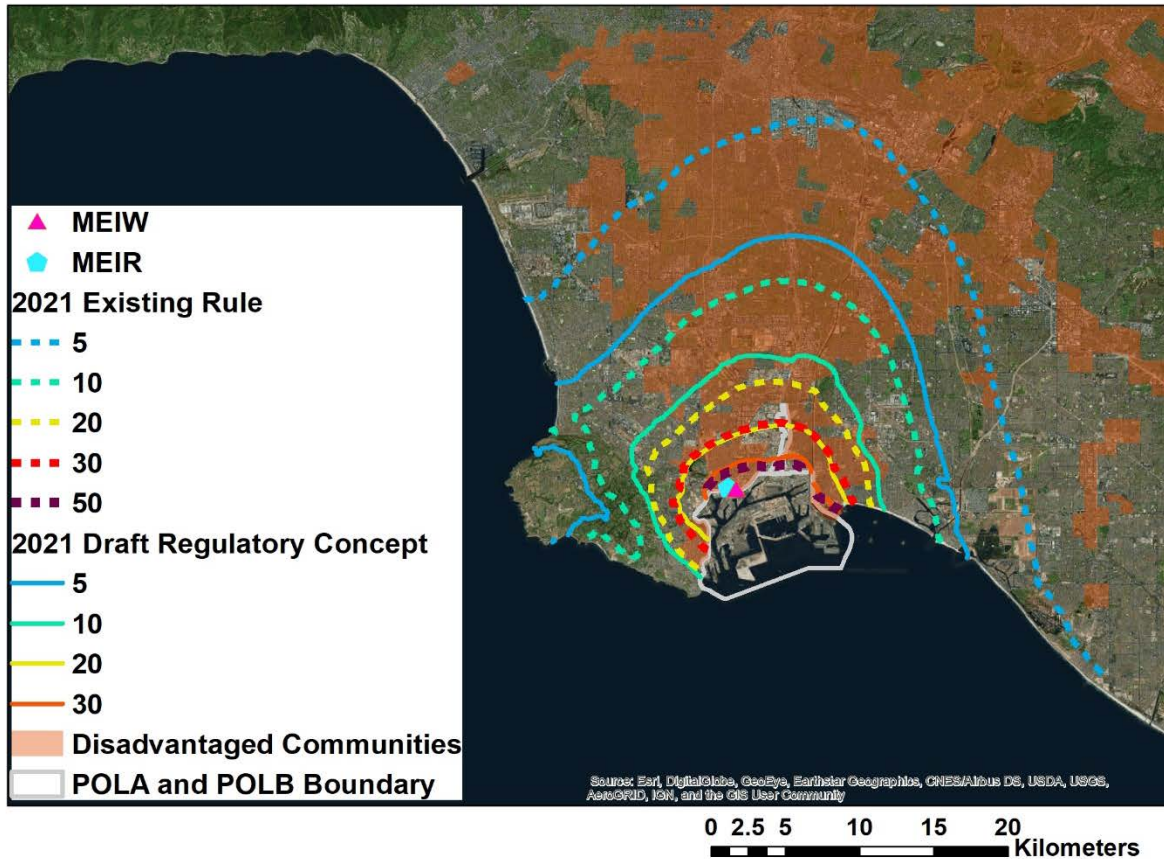 MEIW
MEIR
2021 Existing Rule
5
10
20
30
50
2021 Draft Regulatory Concept
5
10
20
30
Disadvantaged Communities
POLA and POLB Boundary
Source: Esri, DigitalGlobe, GeoEye, Earthstar Geographics, CNES/Airbus DS, USDA, USGS,
AeroGRID, IGN, and the GIS User Community
0 2.5 5 10 15 20
Kilometers